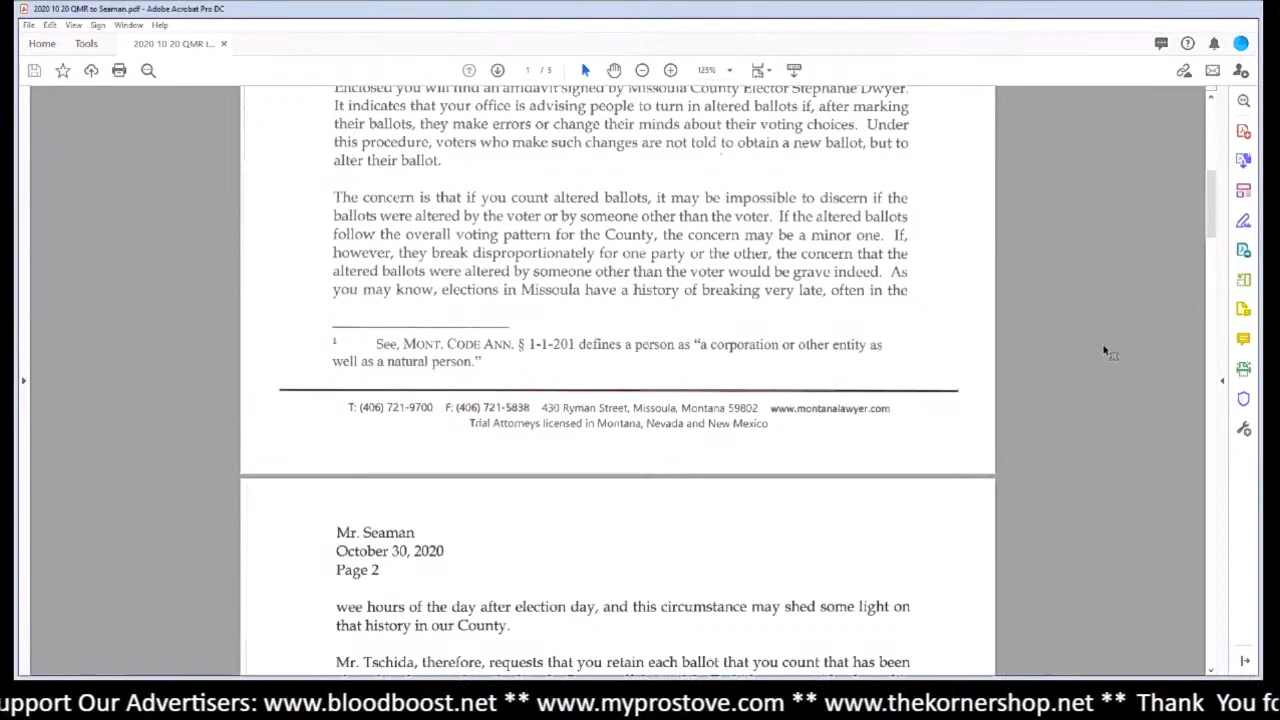 2020 10 20 QMR to Seaman.pdf - Adobe Acrobat Pro DC
File Edit View Sign Window Help
Home Tools 2020 10 20 QMR t... ×
1 / 5 125%
Enclosed you will find an affidavit signed by Missoula County Elector Stephanie Dwyer.
It indicates that your office is advising people to turn in altered ballots if, after marking
their ballots, they make errors or change their minds about their voting choices. Under
this procedure, voters who make such changes are not told to obtain a new ballot, but to
alter their ballot.
The concern is that if you count altered ballots, it may be impossible to discern if the
ballots were altered by the voter or by someone other than the voter. If the altered ballots
follow the overall voting pattern for the County, the concern may be a minor one. If,
however, they break disproportionately for one party or the other, the concern that the
altered ballots were altered by someone other than the voter would be grave indeed. As
you may know, elections in Missoula have a history of breaking very late, often in the
1 See, MONT. CODE ANN. § 1-1-201 defines a person as “a corporation or other entity as
well as a natural person.”
T: (406) 721-9700 F: (406) 721-5838 430 Ryman Street, Missoula, Montana 59802 www.montanalawyer.com
Trial Attorneys licensed in Montana, Nevada and New Mexico
Mr. Seaman
October 30, 2020
Page 2
wee hours of the day after election day, and this circumstance may shed some light on
that history in our County.
Mr. Tschida, therefore, requests that you retain each ballot that you count that has been
upport Our Advertisers: www.bloodboost.net ** www.myprostove.com ** www.thekornershop.net ** Thank You fo